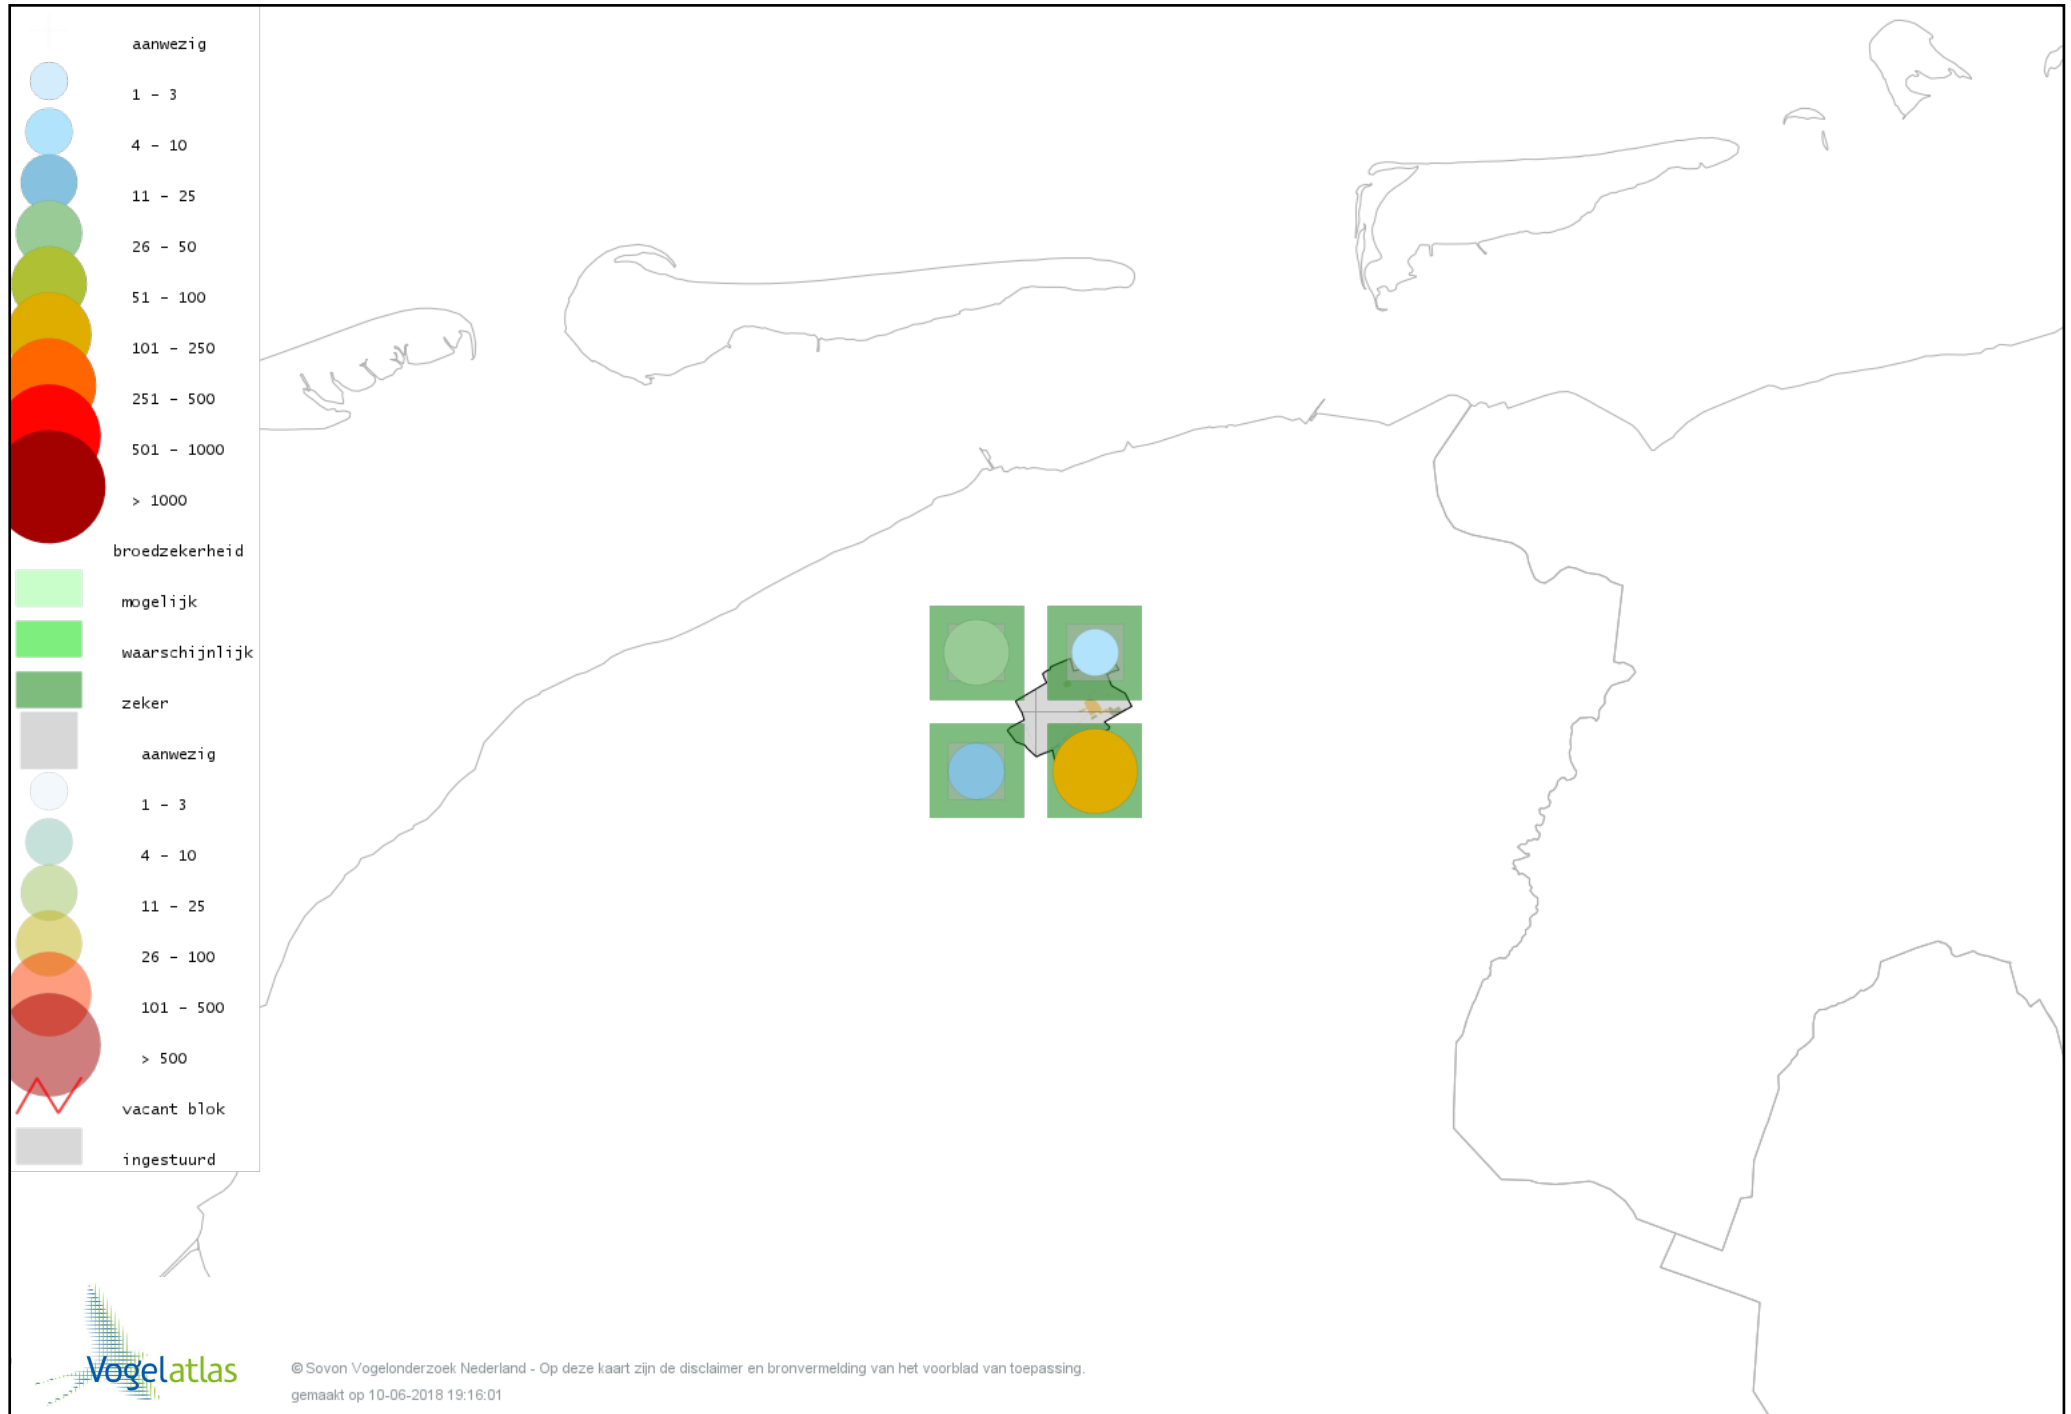 aanwezig
1 - 3
4 - 10
11 - 25
26 - 50
51 - 100
101 - 250
251 - 500
501 - 1000
> 1000
broedzekerheid
mogelijk
waarschijnlijk
zeker
aanwezig
1 - 3
4 - 10
11 - 25
26 - 100
101 - 500
> 500
vacant blok
ingestuurd
Vogelatlas
© Sovon Vogelonderzoek Nederland - Op deze kaart zijn de disclaimer en bronvermelding van het voorblad van toepassing.
gemaakt op 10-06-2018 19:16:01